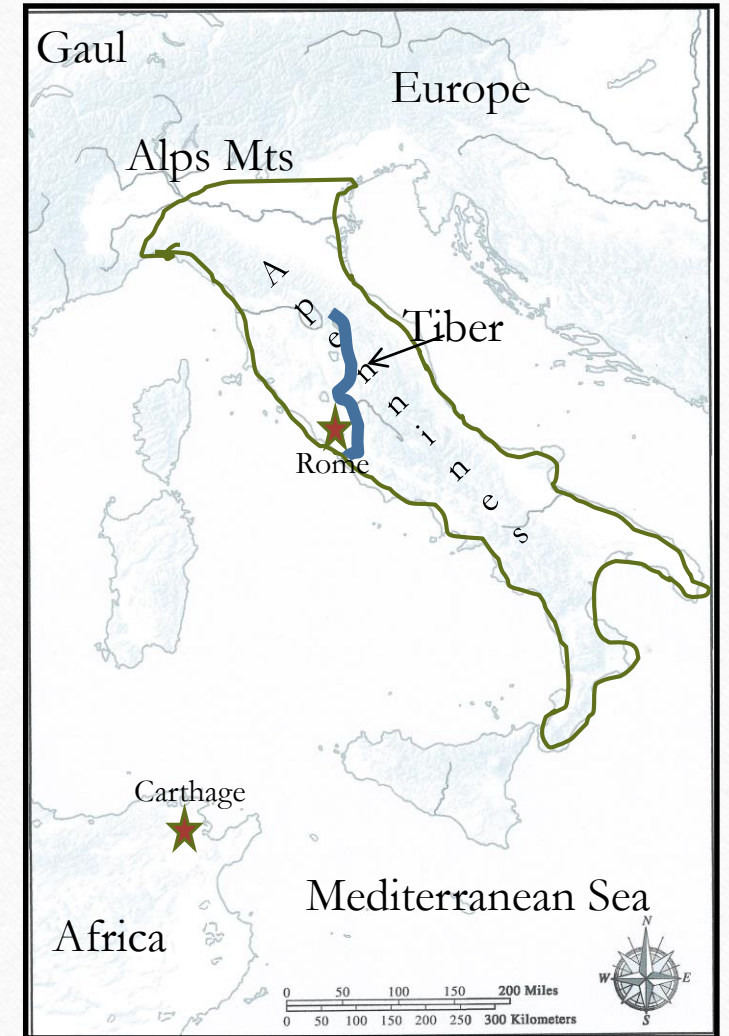 Gaul
Europe
Alps Mts
Apennines
Tiber
Rome
Carthage
Mediterranean Sea
Africa
N
W E
S
0 50 100 150 200 Miles
0 50 100 150 200 250 300 Kilometers